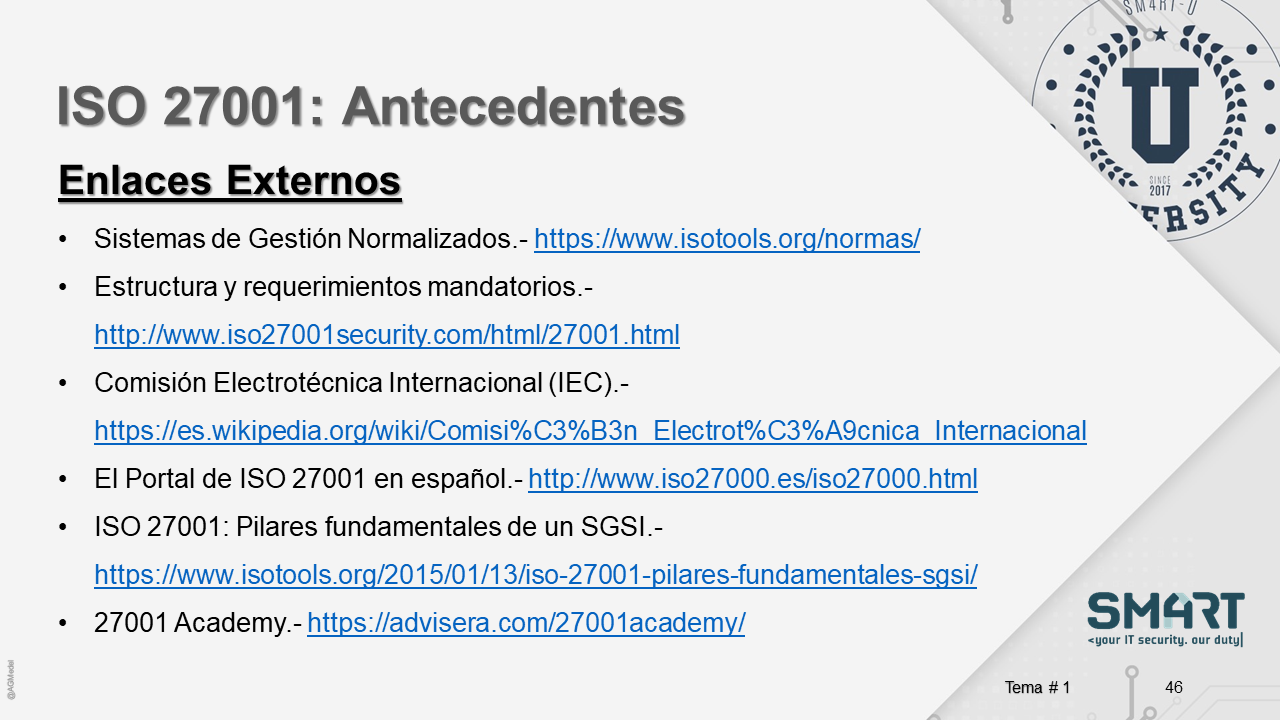 SM4RT-U
U
SINCE
2017
ERSITY
ISO 27001: Antecedentes
Enlaces Externos
• Sistemas de Gestión Normalizados.- https://www.isotools.org/normas/
• Estructura y requerimientos mandatorios.-
http://www.iso27001security.com/html/27001.html
• Comisión Electrotécnica Internacional (IEC).-
https://es.wikipedia.org/wiki/Comisi%C3%B3n_Electrot%C3%A9cnica_Internacional
• El Portal de ISO 27001 en español.- http://www.iso27000.es/iso27000.html
• ISO 27001: Pilares fundamentales de un SGSI.-
https://www.isotools.org/2015/01/13/iso-27001-pilares-fundamentales-sgsi/
• 27001 Academy.- https://advisera.com/27001academy/
SM4RT
<your IT security. our duty|
@AGMedel
Tema # 1 46